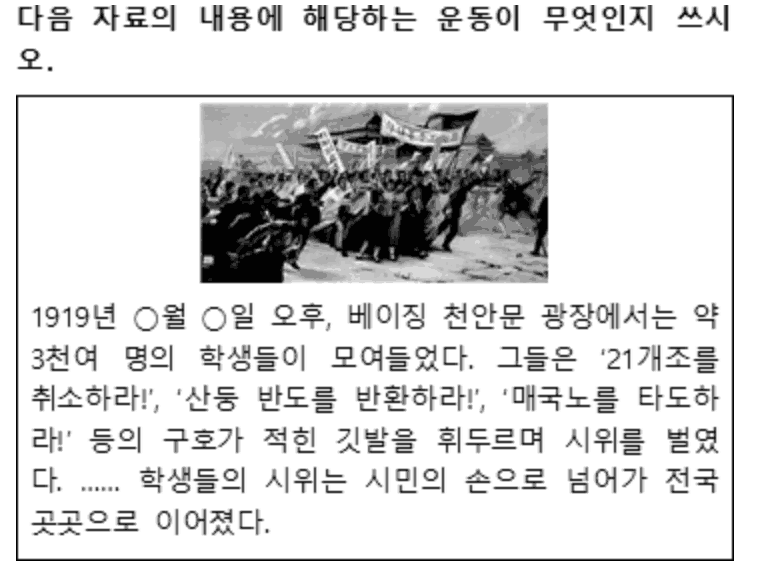 다음 자료의 내용에 해당하는 운동이 무엇인지 쓰시
오.
1919년 ○월 ○일 오후, 베이징 천안문 광장에서는 약
3천여 명의 학생들이 모여들었다. 그들은 '21개조를
취소하라!', '산둥 반도를 반환하라!', '매국노를 타도하
라!' 등의 구호가 적힌 깃발을 휘두르며 시위를 벌였
다. ...... 학생들의 시위는 시민의 손으로 넘어가 전국
곳곳으로 이어졌다.